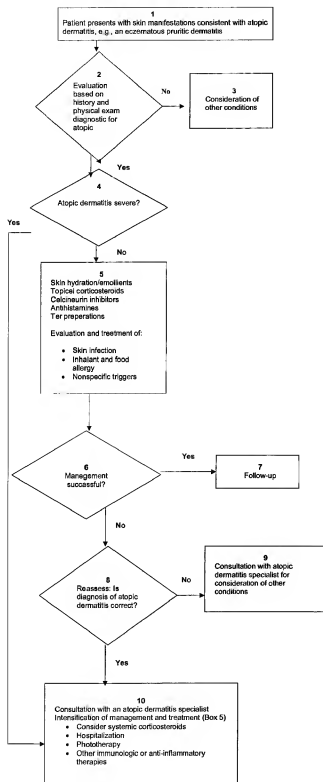 1
Patient presents with skin manifestations consistent with atopic
dermatitis, e.g., an eczematous pruritic dermatitis
2
Evaluation
based on
history and
physical exam
diagnostic for
atopic
No
3
Consideration of
other conditions
Yes
4
Atopic dermatitis severe?
Yes
No
5
Skin hydration/emollients
Topicel corticosteroids
Calcineurin inhibitors
Antihistamines
Ter preparations
Evaluation and treatment of:
• Skin infection
• Inhalant and food
allergy
• Nonspecific triggers
6
Management
successful?
Yes
7
Follow-up
No
8
Reassess: Is
diagnosis of atopic
dermatitis correct?
No
9
Consultation with atopic
dermatitis specialist for
consideration of other
conditions
Yes
10
Consultation with an atopic dermatitis specialist
Intensification of management and treatment (Box 5)
• Consider systemic corticosteroids
• Hospitalization
• Phototherapy
• Other immunologic or anti-inflammatory
therapies